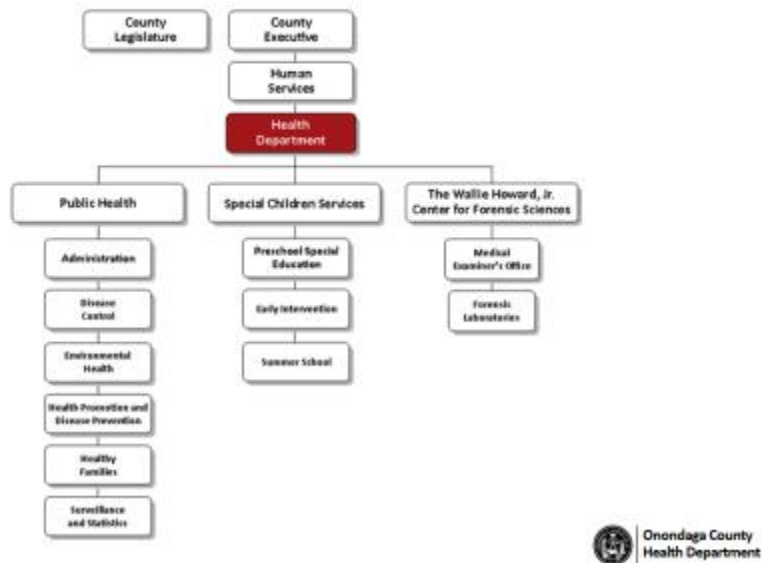 County
Legislature
County
Executive
Human
Services
Health
Department
Public Health
Special Children Services
The Wallie Howard, Jr.
Center for Forensic Sciences
Administration
Disease
Control
Environmental
Health
Health Promotion and
Disease Prevention
Healthy
Families
Surveillance
and Statistics
Preschool Special
Education
Early Intervention
Summer School
Medical
Examiner's Office
Forensic
Laboratories
Onondaga County
Health Department